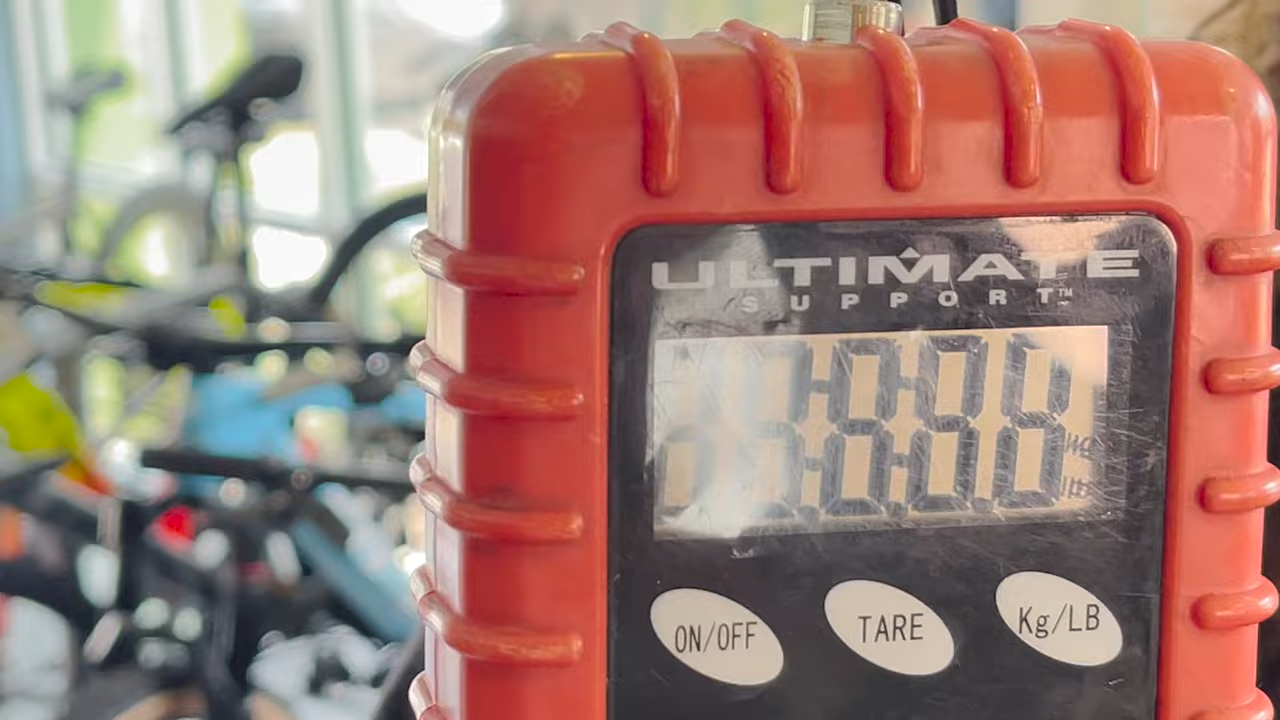 ULTIMATE
SUPPORT™
ON/OFF TARE Kg/LB